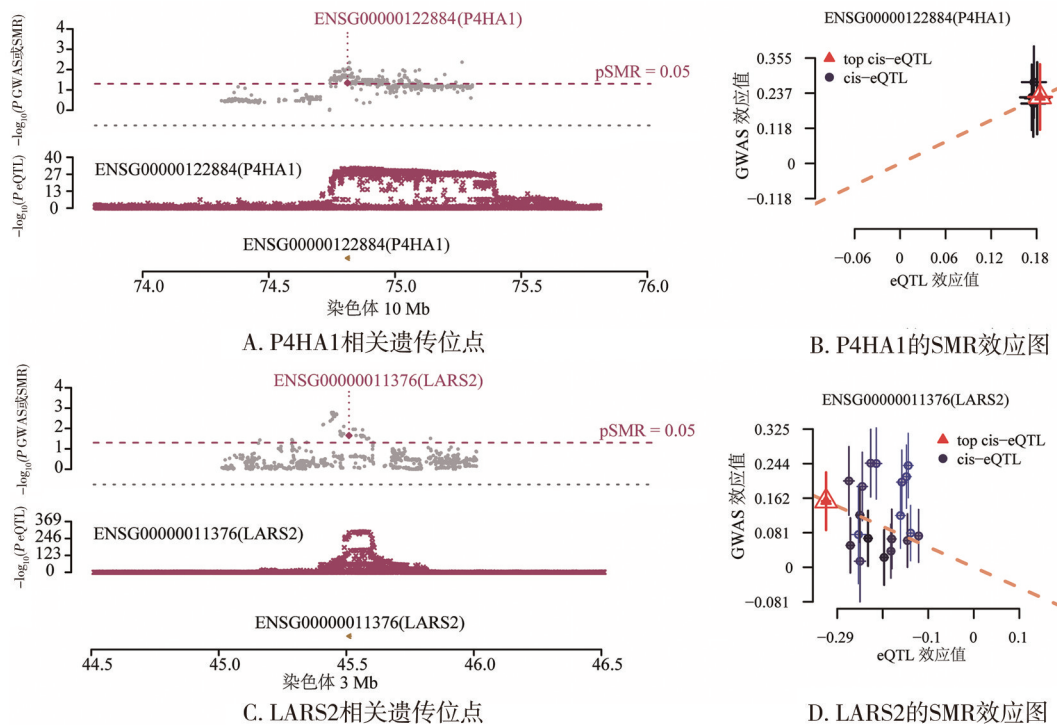 ENSG00000122884(P4HA1)
−log₁₀(P GWAS或SMR)
4
3
2
1
0
pSMR = 0.05
−log₁₀(P eQTL)
40
27
13
0
ENSG00000122884(P4HA1)
ENSG00000122884(P4HA1)
74.0 74.5 75.0 75.5 76.0
染色体 10 Mb
A. P4HA1相关遗传位点
ENSG00000122884(P4HA1)
GWAS 效应值
0.355
0.237
0.118
0
−0.118
top cis−eQTL
cis−eQTL
−0.06 0 0.06 0.12 0.18
eQTL 效应值
B. P4HA1的SMR效应图
ENSG00000011376(LARS2)
−log₁₀(P GWAS或SMR)
4
3
2
1
0
pSMR = 0.05
−log₁₀(P eQTL)
369
246
123
0
ENSG00000011376(LARS2)
ENSG00000011376(LARS2)
44.5 45.0 45.5 46.0 46.5
染色体 3 Mb
C. LARS2相关遗传位点
ENSG00000011376(LARS2)
GWAS 效应值
0.325
0.244
0.162
0.081
0
−0.081
top cis−eQTL
cis−eQTL
−0.29 −0.1 0 0.1
eQTL 效应值
D. LARS2的SMR效应图